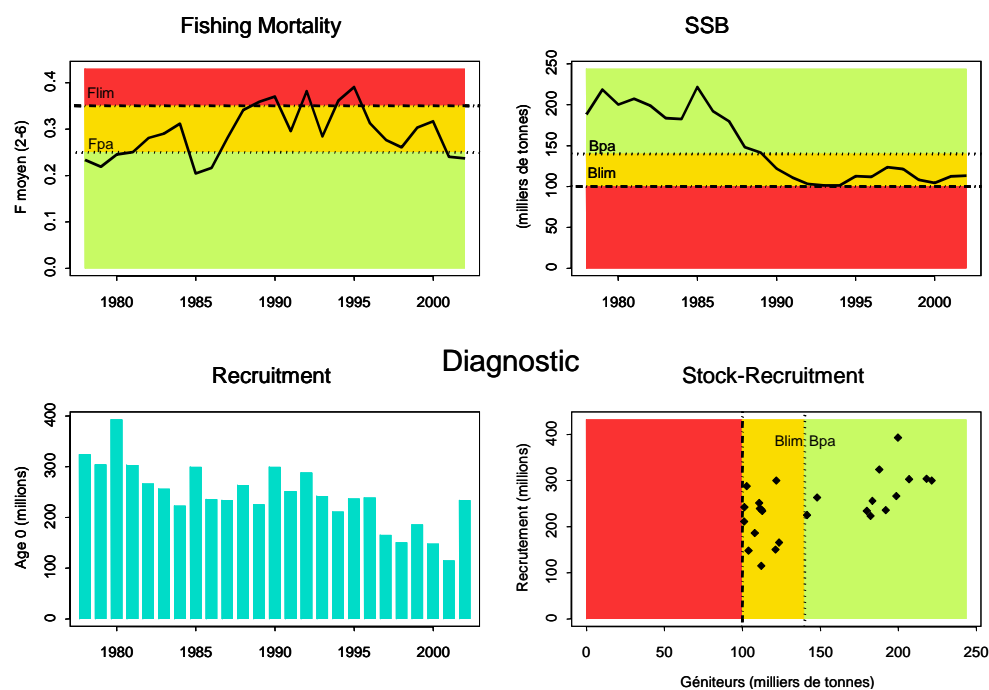 Fishing Mortality
F moyen (2-6)
0.4
0.3
0.2
0.1
0.0
Flim
Fpa
1980 1985 1990 1995 2000
SSB
(milliers de tonnes)
250
200
150
100
50
0
Bpa
Blim
1980 1985 1990 1995 2000
Diagnostic
Recruitment
Age 0 (millions)
400
300
200
100
0
1980 1985 1990 1995 2000
Stock-Recruitment
Recrutement (millions)
400
300
200
100
0
Blim Bpa
0 50 100 150 200 250
Géniteurs (milliers de tonnes)